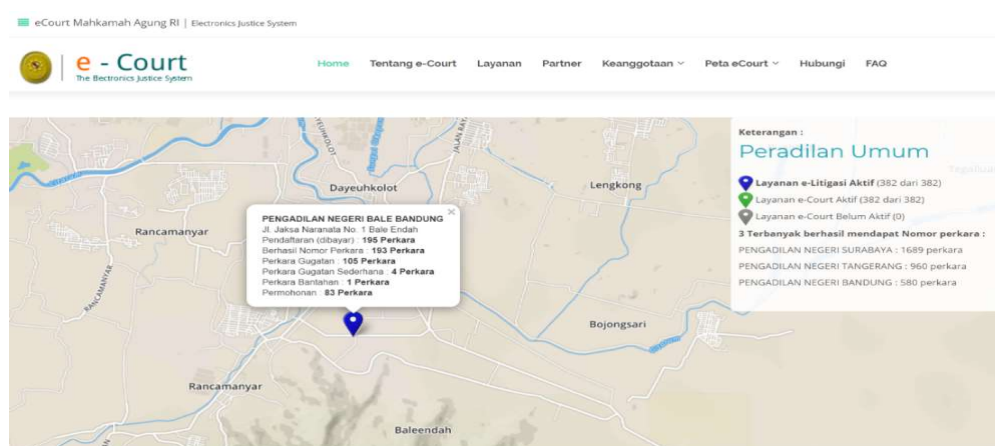 eCourt Mahkamah Agung RI | Electronics Justice System
e - Court
The Electronics Justice System
Home Tentang e-Court Layanan Partner Keanggotaan Peta eCourt Hubungi FAQ
Keterangan :
Peradilan Umum
Layanan e-Litigasi Aktif (382 dari 382)
Layanan e-Court Aktif (382 dari 382)
Layanan e-Court Belum Aktif (0)
3 Terbanyak berhasil mendapat Nomor perkara :
PENGADILAN NEGERI SURABAYA : 1689 perkara
PENGADILAN NEGERI TANGERANG : 960 perkara
PENGADILAN NEGERI BANDUNG : 580 perkara
Dayeuhkolot
Lengkong
Rancamanyar
PENGADILAN NEGERI BALE BANDUNG
Jl. Jaksa Naranata No. 1 Bale Endah
Pendaftaran (dibayar) : 195 Perkara
Berhasil Nomor Perkara : 193 Perkara
Perkara Gugatan : 105 Perkara
Perkara Gugatan Sederhana : 4 Perkara
Perkara Bantahan : 1 Perkara
Permohonan : 83 Perkara
RANCAMANYAR
Bojongsari
Rancamanyar
Baleendah